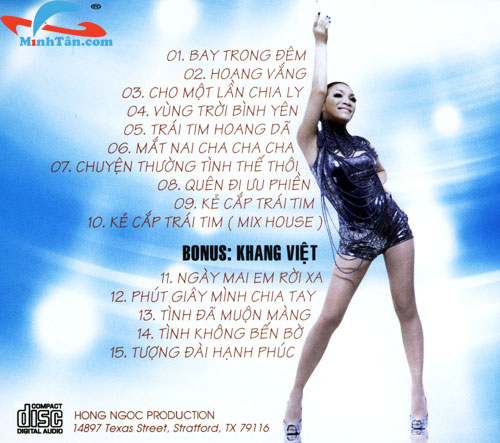 MinhTân.com
01. BAY TRONG ĐÊM
02. HOANG VẮNG
03. CHO MỘT LẦN CHIA LY
04. VÙNG TRỜI BÌNH YÊN
05. TRÁI TIM HOANG DÃ
06. MẮT NAI CHA CHA CHA
07. CHUYỆN THƯỜNG TÌNH THẾ THÔI
08. QUÊN ĐI ƯU PHIỀN
09. KẺ CẮP TRÁI TIM
10. KẺ CẮP TRÁI TIM ( MIX HOUSE )
BONUS: KHANG VIỆT
11. NGÀY MAI EM RỜI XA
12. PHÚT GIÂY MÌNH CHIA TAY
13. TÌNH ĐÃ MUỘN MÀNG
14. TÌNH KHÔNG BẾN BỜ
15. TƯỢNG ĐÀI HẠNH PHÚC
COMPACT
disc
DIGITAL AUDIO
HONG NGOC PRODUCTION
14897 Texas Street, Stratford, TX 79116